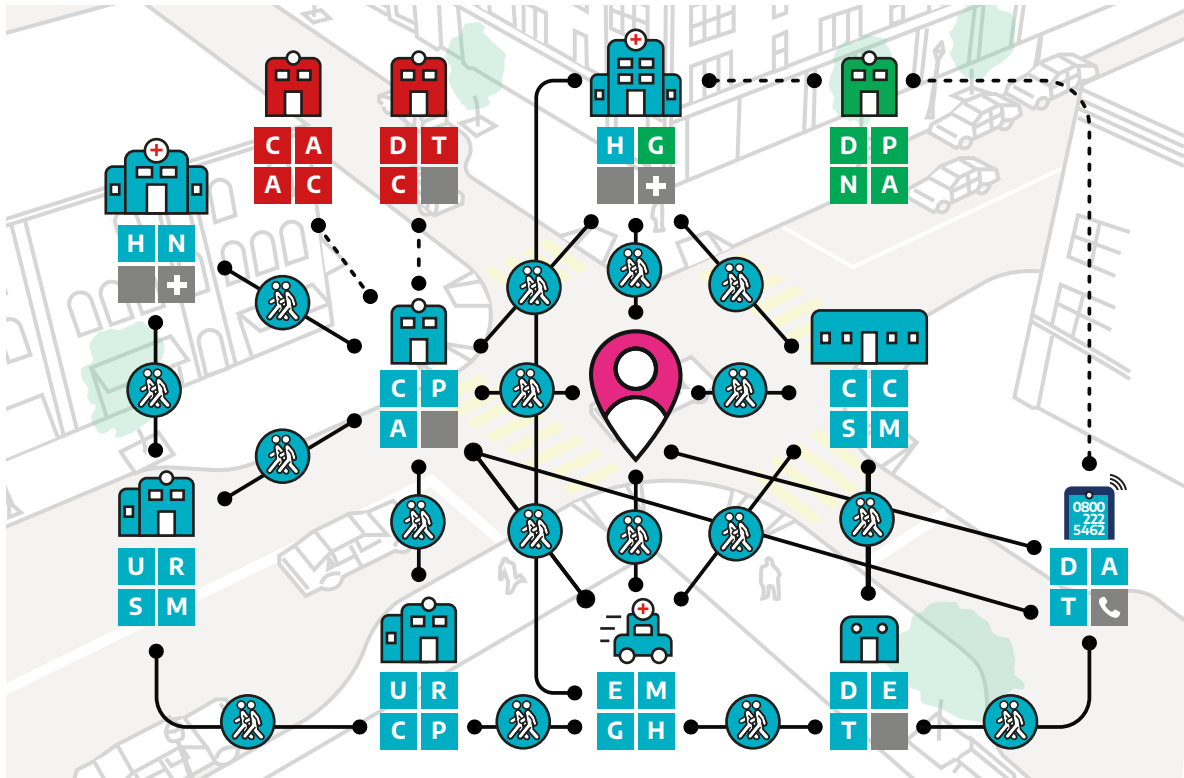 C A
A C
D T
C
H G
D P
N A
H N
C P
A
C C
S M
0800
222
5462
U R
S M
D A
T
U R
C P
E M
G H
D E
T